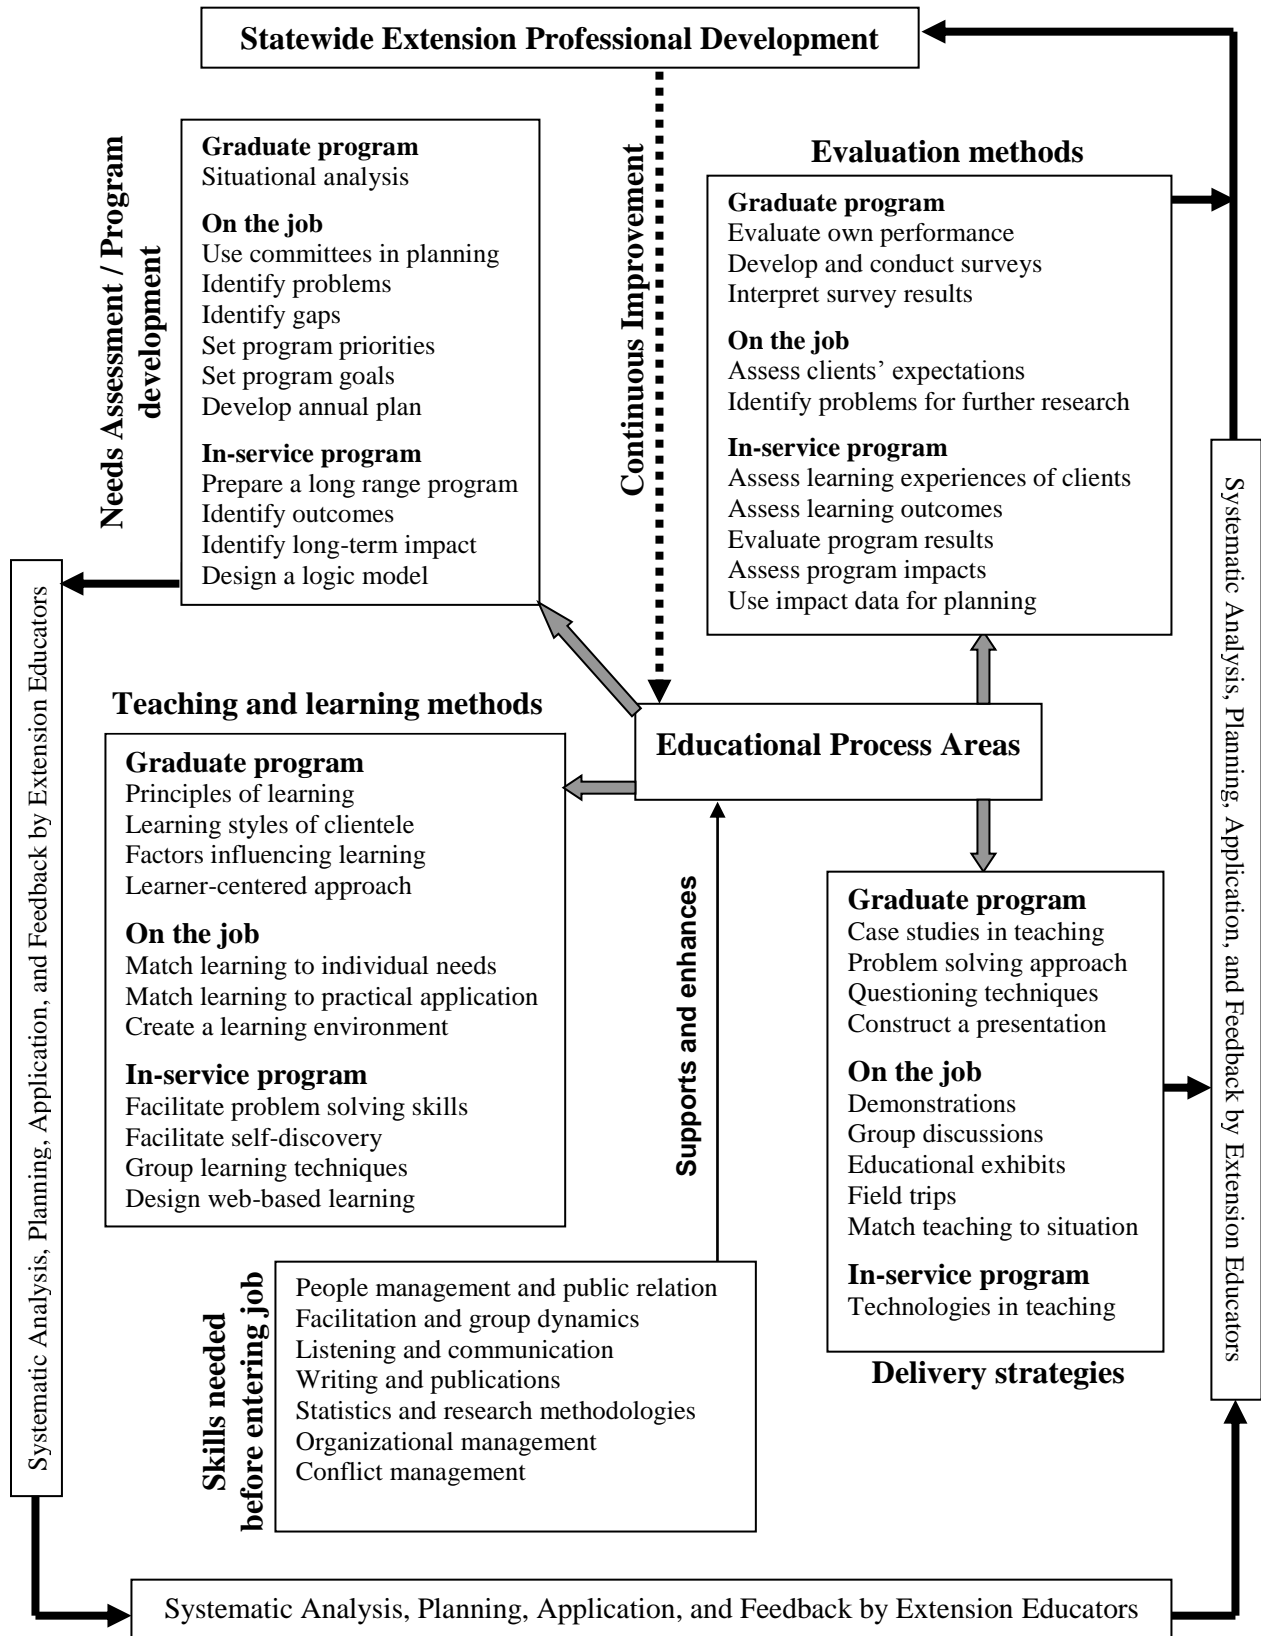 Statewide Extension Professional Development
Needs Assessment / Program
development
Graduate program
Situational analysis
On the job
Use committees in planning
Identify problems
Identify gaps
Set program priorities
Set program goals
Develop annual plan
In-service program
Prepare a long range program
Identify outcomes
Identify long-term impact
Design a logic model
Continuous Improvement
Evaluation methods
Graduate program
Evaluate own performance
Develop and conduct surveys
Interpret survey results
On the job
Assess clients’ expectations
Identify problems for further research
In-service program
Assess learning experiences of clients
Assess learning outcomes
Evaluate program results
Assess program impacts
Use impact data for planning
Systematic Analysis, Planning, Application, and Feedback by Extension Educators
Teaching and learning methods
Graduate program
Principles of learning
Learning styles of clientele
Factors influencing learning
Learner-centered approach
On the job
Match learning to individual needs
Match learning to practical application
Create a learning environment
In-service program
Facilitate problem solving skills
Facilitate self-discovery
Group learning techniques
Design web-based learning
Educational Process Areas
Supports and enhances
Graduate program
Case studies in teaching
Problem solving approach
Questioning techniques
Construct a presentation
On the job
Demonstrations
Group discussions
Educational exhibits
Field trips
Match teaching to situation
In-service program
Technologies in teaching
Delivery strategies
Systematic Analysis, Planning, Application, and Feedback by Extension Educators
Skills needed
before entering job
People management and public relation
Facilitation and group dynamics
Listening and communication
Writing and publications
Statistics and research methodologies
Organizational management
Conflict management
Systematic Analysis, Planning, Application, and Feedback by Extension Educators